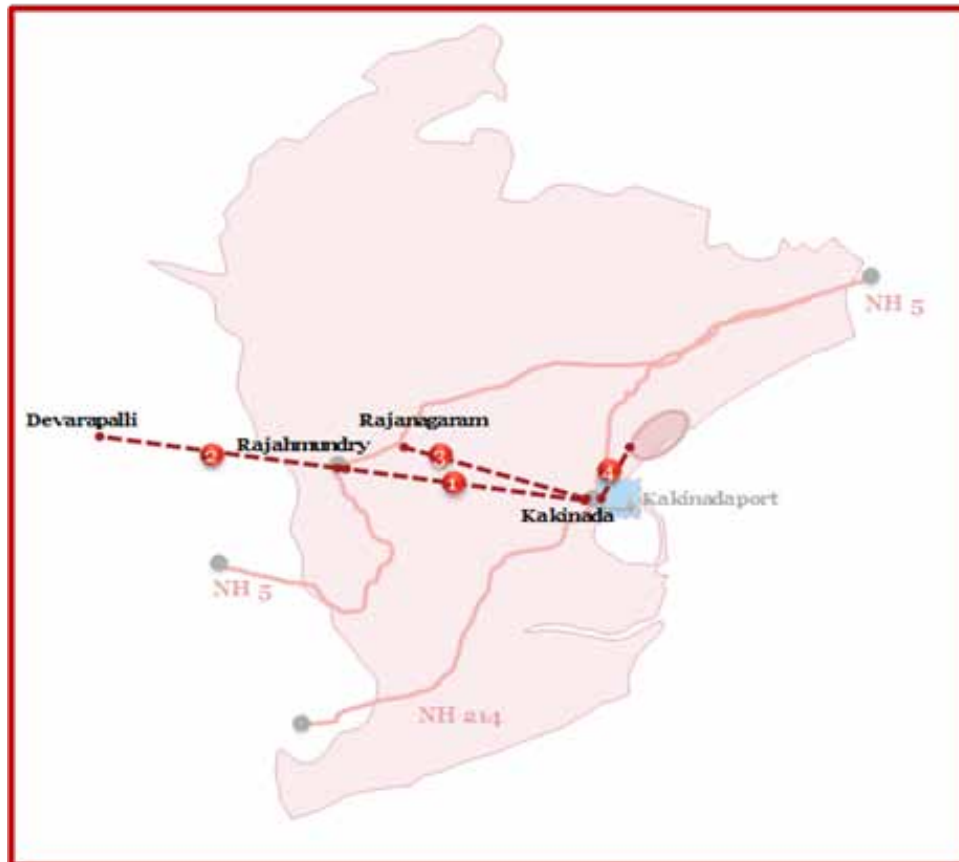 NH 5
Devarapalli
Rajanagaram
Rajahmundry
2
3
1
4
Kakinadaport
Kakinada
NH 5
NH 214